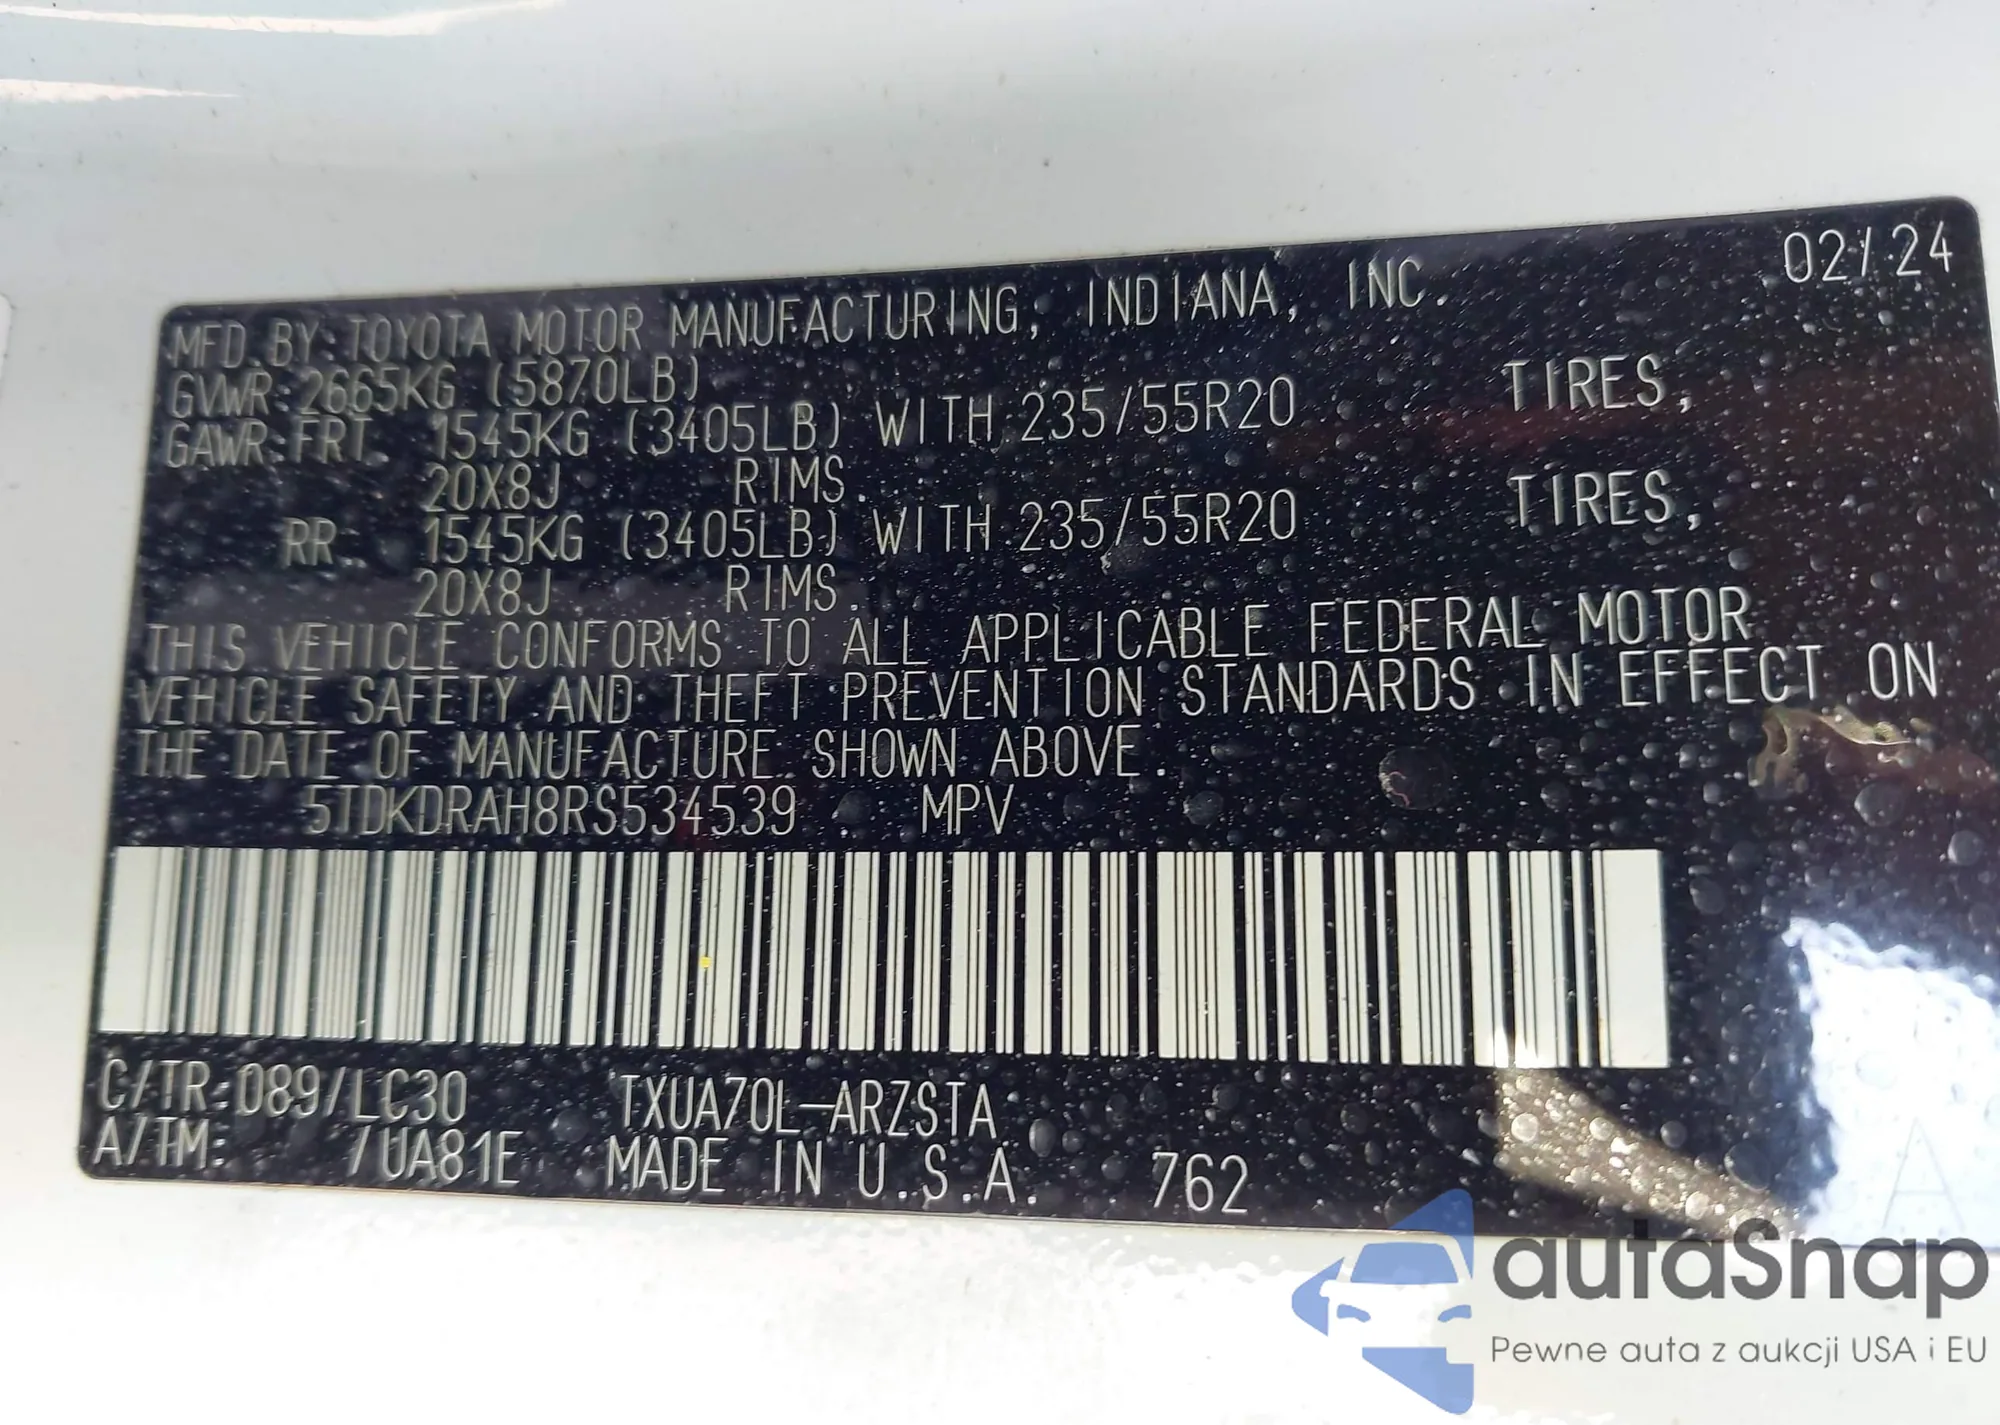 02/24
MFD.BY:TOYOTA MOTOR MANUFACTURING, INDIANA, INC.
GVWR:2665KG (5870LB)
GAWR:FRT. 1545KG (3405LB) WITH 235/55R20 TIRES,
20X8J RIMS.
RR 1545KG (3405LB) WITH 235/55R20 TIRES,
20X8J RIMS.
THIS VEHICLE CONFORMS TO ALL APPLICABLE FEDERAL MOTOR
VEHICLE SAFETY AND THEFT PREVENTION STANDARDS IN EFFECT ON
THE DATE OF MANUFACTURE SHOWN ABOVE.
5TDKDRAH8RS534539 MPV
C/TR:089/LC30 TXUA70L-ARZSTA
A/TM: /UA81E MADE IN U.S.A. 762
A
autaSnap
Pewne auta z aukcji USA i EU